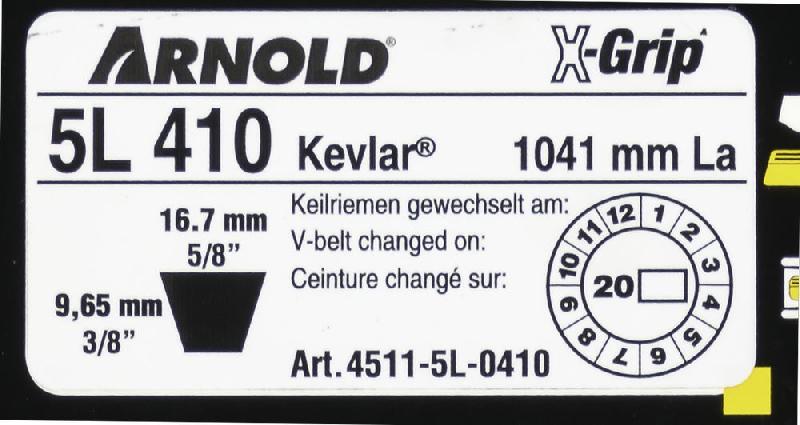 ARNOLD®
X-Grip
5L 410 Kevlar® 1041 mm La
16.7 mm
5/8”
9,65 mm
3/8”
Keilriemen gewechselt am:
V-belt changed on:
Ceinture changé sur:
12 1 2 3 4 5 6 7 8 9 10 11
20
Art. 4511-5L-0410